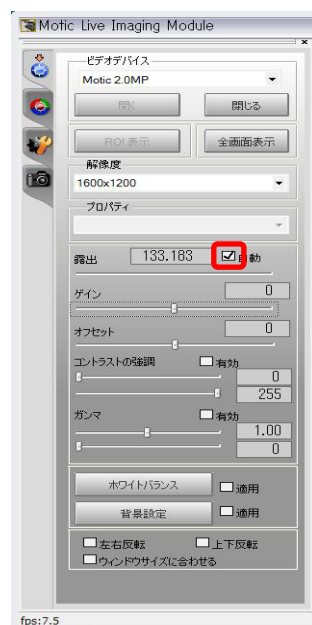 Motic Live Imaging Module
ビデオデバイス
Motic 2.0MP
開く 閉じる
ROI 表示 全画面表示
解像度
1600x1200
プロパティ
露出 133.183 自動
ゲイン 0
オフセット 0
コントラストの強調 有効
0
255
ガンマ 有効
1.00
0
ホワイトバランス 適用
背景設定 適用
左右反転 上下反転
ウィンドウサイズに合わせる
fps:7.5